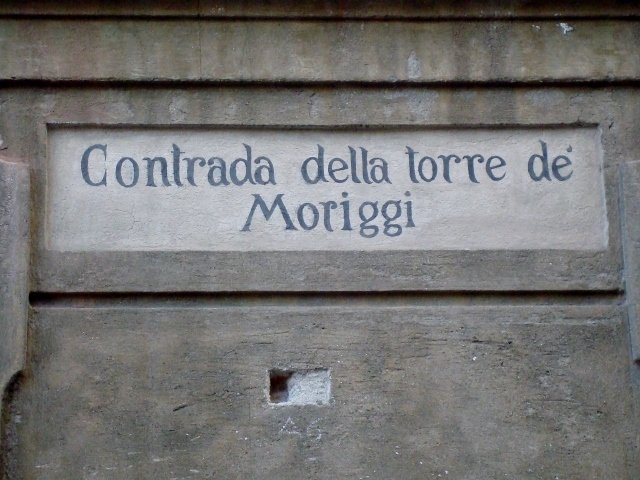 Contrada della torre de'
Moriggi